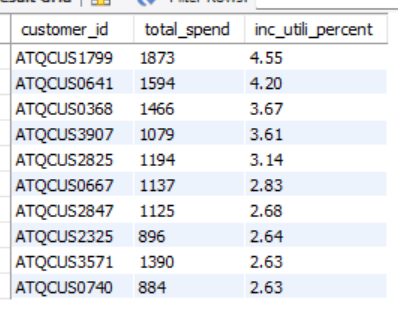 customer_id total_spend inc_utili_percent
ATQCUS1799 1873 4.55
ATQCUS0641 1594 4.20
ATQCUS0368 1466 3.67
ATQCUS3907 1079 3.61
ATQCUS2825 1194 3.14
ATQCUS0667 1137 2.83
ATQCUS2847 1125 2.68
ATQCUS2325 896 2.64
ATQCUS3571 1390 2.63
ATQCUS0740 884 2.63